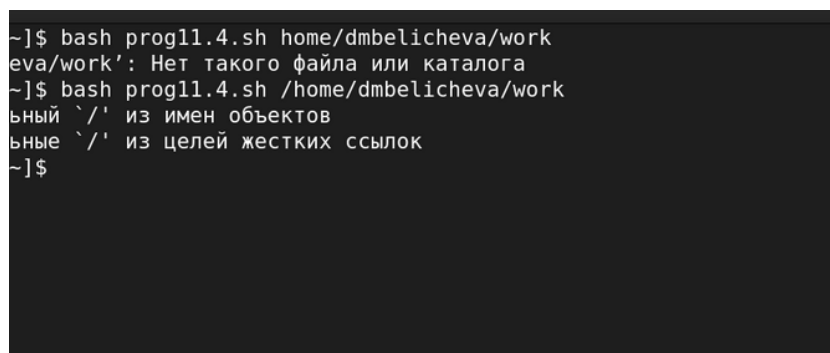 ~]$ bash prog11.4.sh home/dmbelicheva/work
eva/work’: Нет такого файла или каталога
~]$ bash prog11.4.sh /home/dmbelicheva/work
ьный `/' из имен объектов
ьные `/' из целей жестких ссылок
~]$